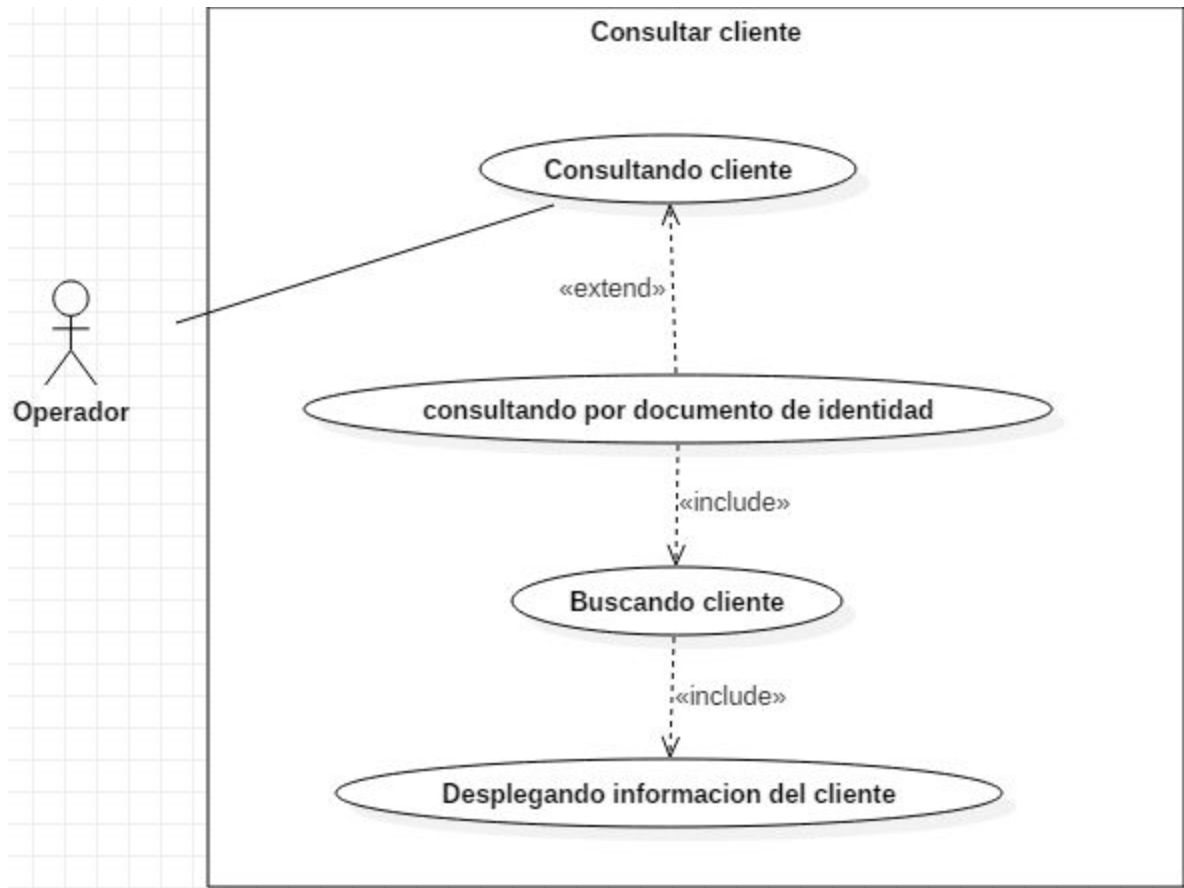 Consultar cliente
Consultando cliente
«extend»
Operador
consultando por documento de identidad
«include»
Buscando cliente
«include»
Desplegando informacion del cliente